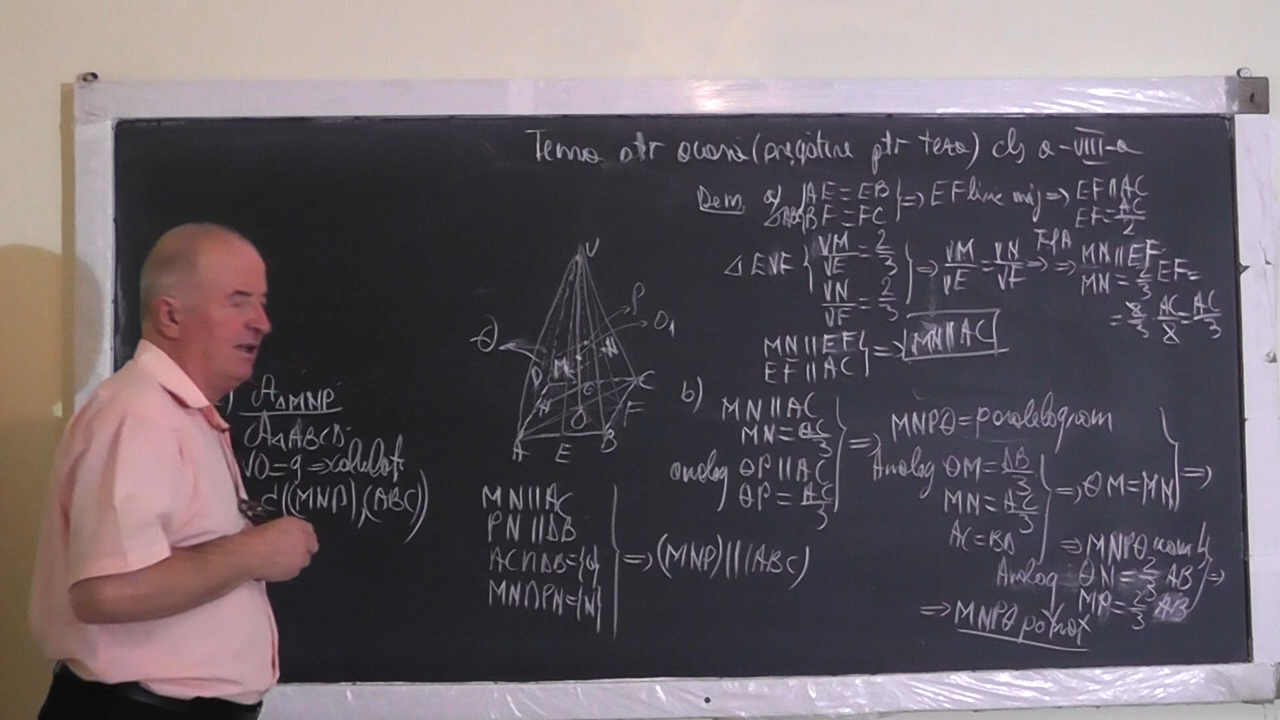 Tema ptr acasă (pregătire ptr teză) cls a-VIII-a
Dem a) AE=EB
ΔABC BF=FC ⇒ EF linie mij ⇒ EF∥AC
EF=AC/2
ΔEVF VM/VE=2/3
VN/VF=2/3 ⇒ VM/VE=VN/VF ⇒ MN∥EF
MN=2/3 EF=
=2/3·AC/2=AC/3
MN∥EF
EF∥AC ⇒ MN∥AC
V
P
O1
Q
M
N
D
C
A
E
B
F
O
b) MN∥AC
MN=AC/3
analog QP∥AC
QP=AC/3
⇒ MNPQ=paralelogram
Analog QM=DB/3
MN=AC/3
AC=BD
⇒ QM=MN ⇒
⇒ MNPQ romb
Analog QN=2/3 AB
MP=2/3 AB ⇒
⇒ MNPQ pătrat
) A ΔMNP
A ΔABCD
VO=9 ⇒
d((MNP),(ABC))
MN∥AC
PN∥DB
AC∩DB={O}
MN∩PN={N}
⇒ (MNP)∥(ABC)